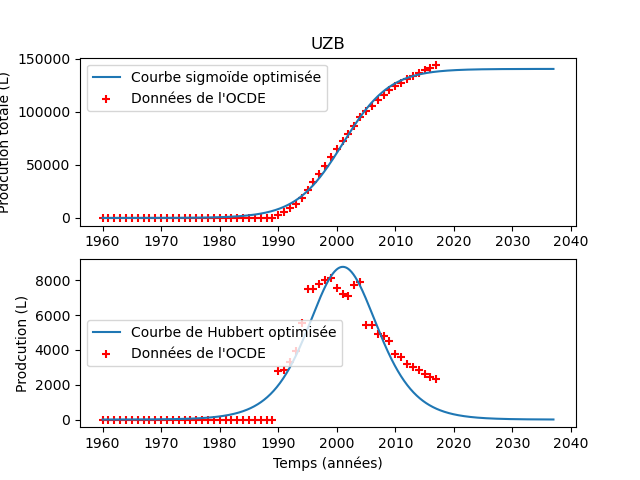 UZB
Prodcution totale (L)
150000
100000
50000
0
Courbe sigmoïde optimisée
Données de l'OCDE
1960 1970 1980 1990 2000 2010 2020 2030 2040
Prodcution (L)
8000
6000
4000
2000
0
Courbe de Hubbert optimisée
Données de l'OCDE
1960 1970 1980 1990 2000 2010 2020 2030 2040
Temps (années)